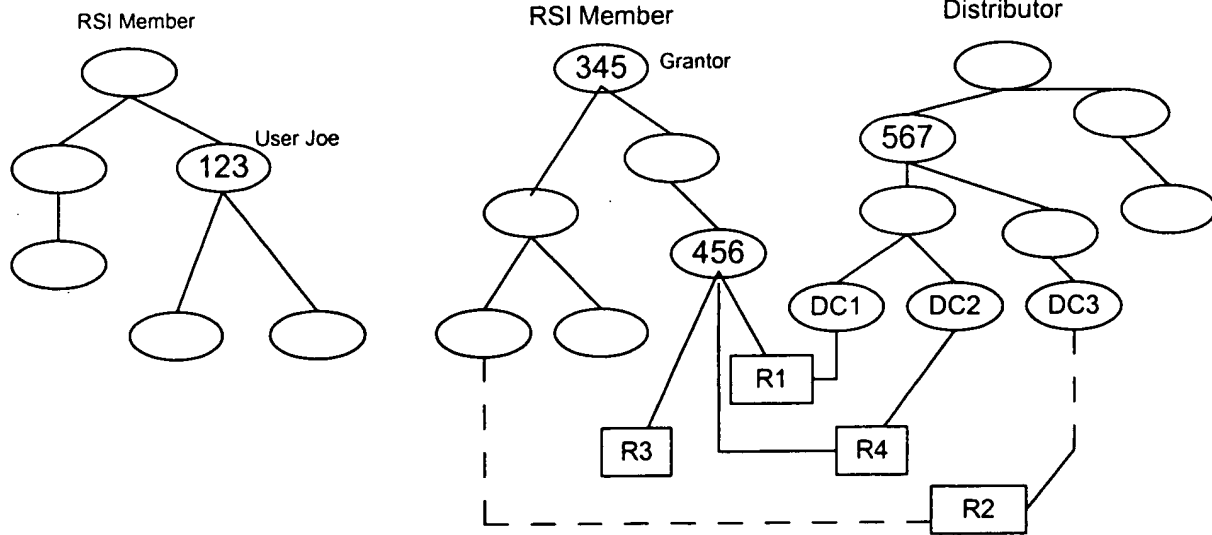 RSI Member
RSI Member
Distributor
345
Grantor
User Joe
123
567
456
DC1
DC2
DC3
R1
R3
R4
R2